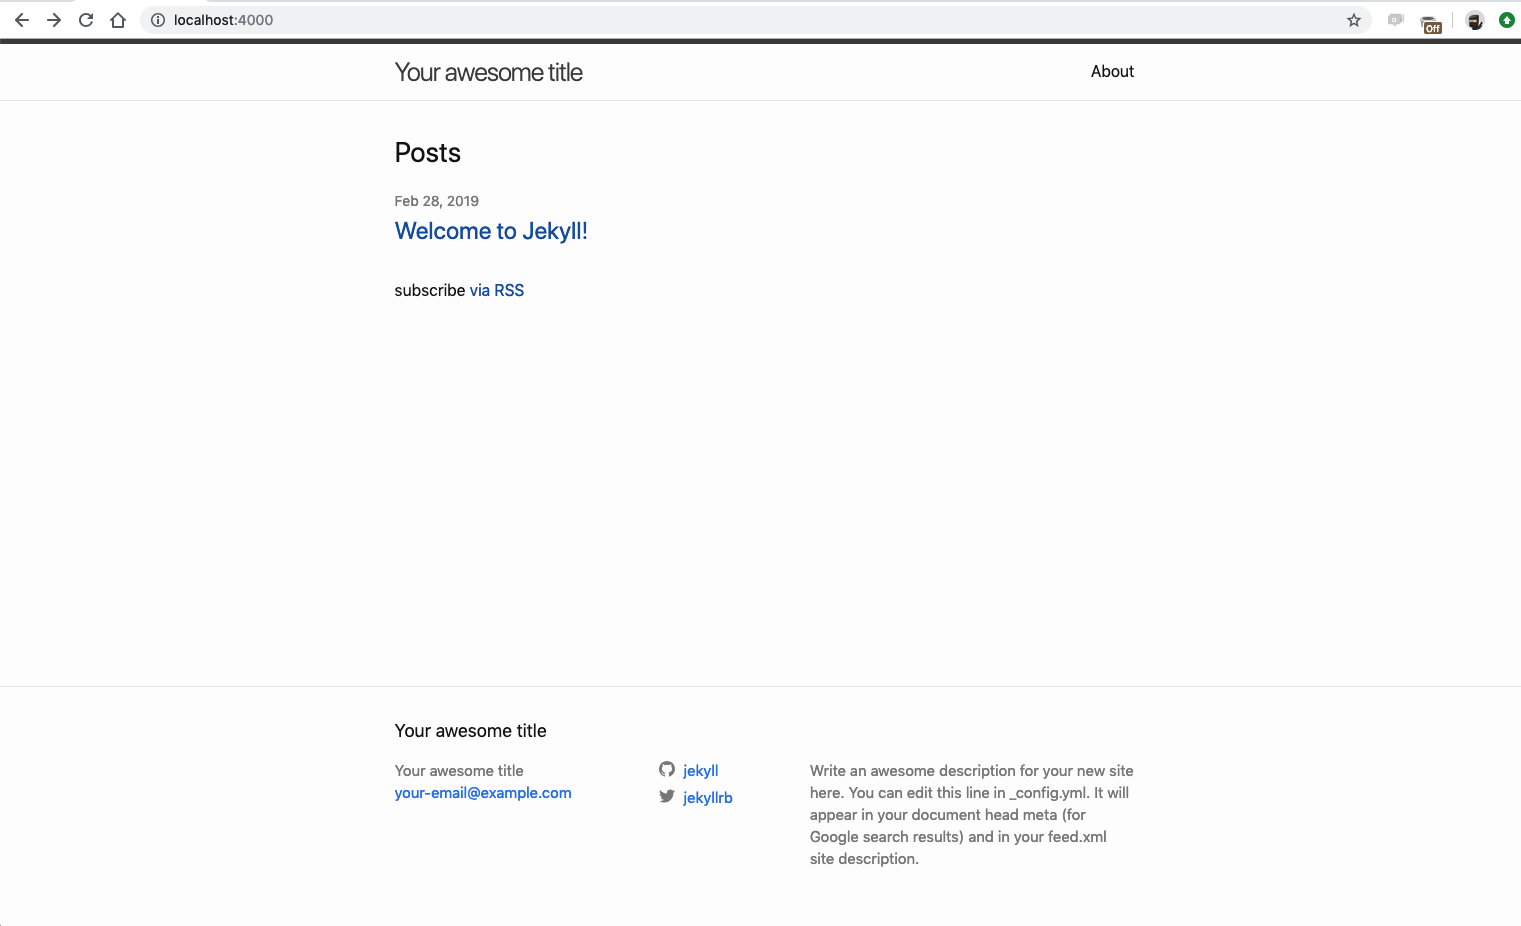 localhost:4000
Off
Your awesome title
About
Posts
Feb 28, 2019
Welcome to Jekyll!
subscribe via RSS
Your awesome title
Your awesome title
your-email@example.com
jekyll
jekyllrb
Write an awesome description for your new site
here. You can edit this line in _config.yml. It will
appear in your document head meta (for
Google search results) and in your feed.xml
site description.